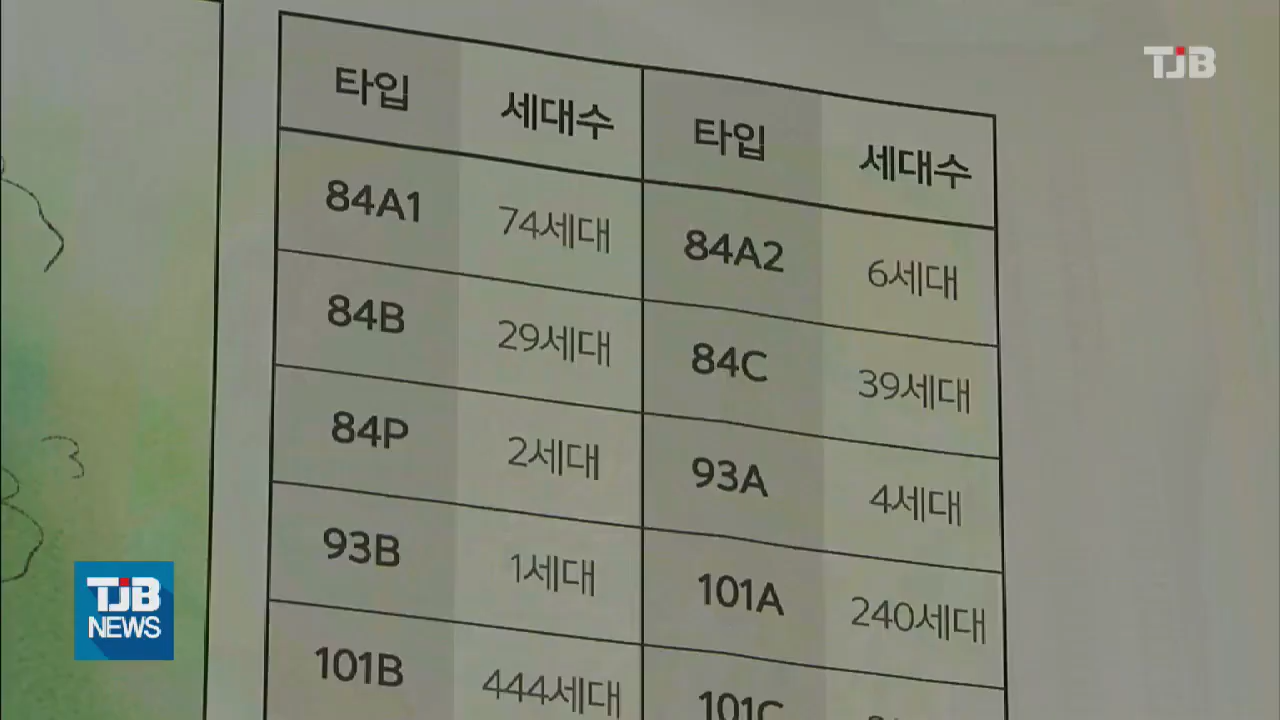 TJB
타입 세대수 타입 세대수
84A1 74세대 84A2 6세대
84B 29세대 84C 39세대
84P 2세대 93A 4세대
93B 1세대 101A 240세대
101B 444세대 101C
TJB
NEWS